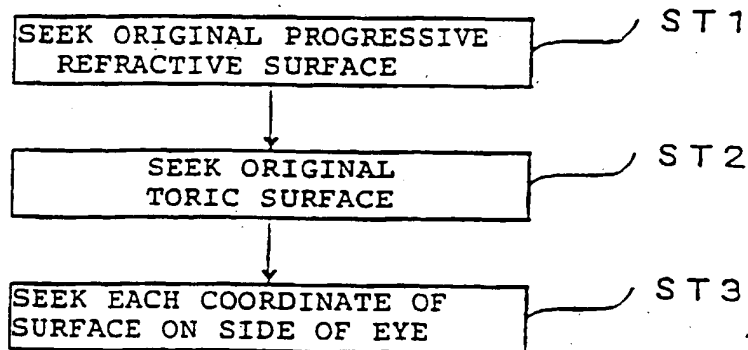 SEEK ORIGINAL PROGRESSIVE
REFRACTIVE SURFACE
ST1
SEEK ORIGINAL
TORIC SURFACE
ST2
SEEK EACH COORDINATE OF
SURFACE ON SIDE OF EYE
ST3